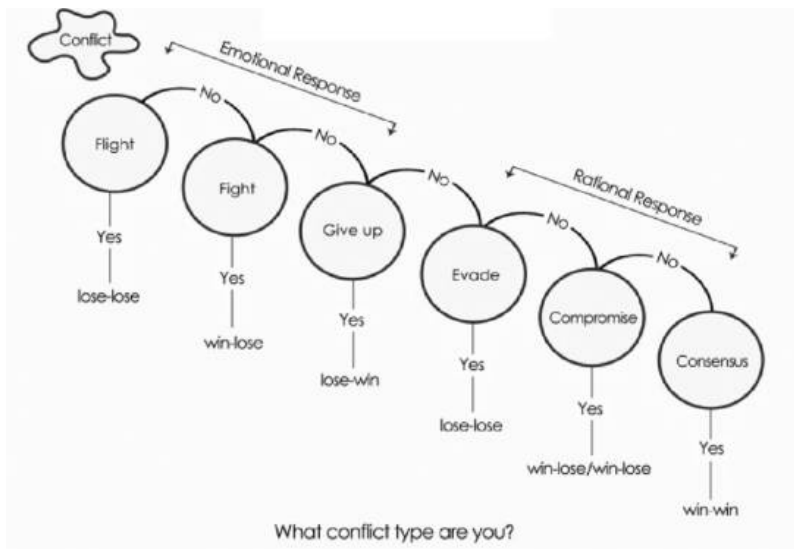 Conflict
Emotional Response
No
Flight
No
Fight
No
Rational Response
Give up
No
Evade
No
Compromise
Consensus
Yes
lose-lose
Yes
win-lose
Yes
lose-win
Yes
lose-lose
Yes
win-lose/win-lose
Yes
win-win
What conflict type are you?